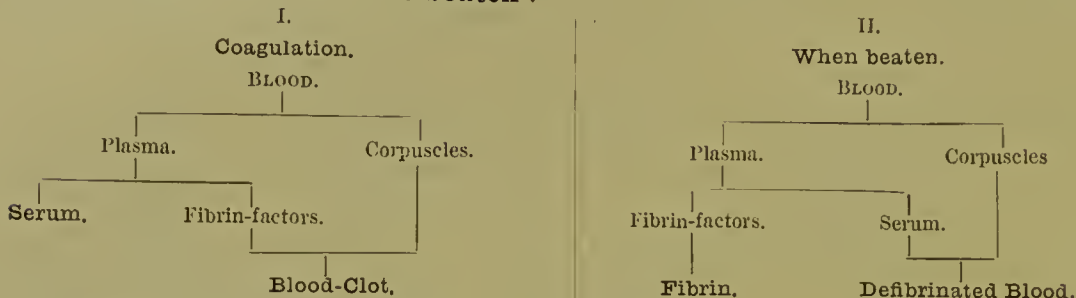 I.
Coagulation.
BLOOD.
Plasma. Corpuscles.
Serum. Fibrin-factors.
Blood-Clot.
II.
When beaten.
BLOOD.
Plasma. Corpuscles
Fibrin-factors. Serum.
Fibrin. Defibrinated Blood.